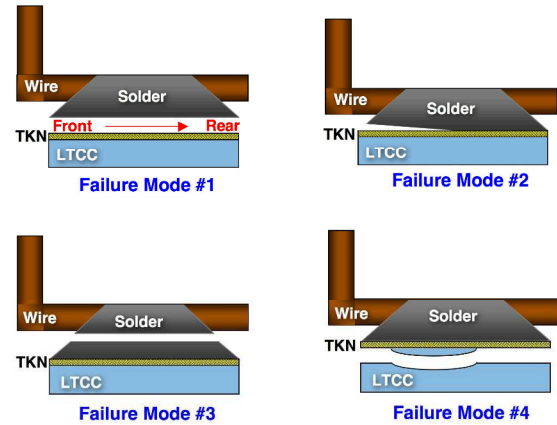 Wire
Solder
Front Rear
TKN
LTCC
Failure Mode #1
Wire
Solder
TKN
LTCC
Failure Mode #2
Wire
Solder
TKN
LTCC
Failure Mode #3
Wire
Solder
TKN
LTCC
Failure Mode #4